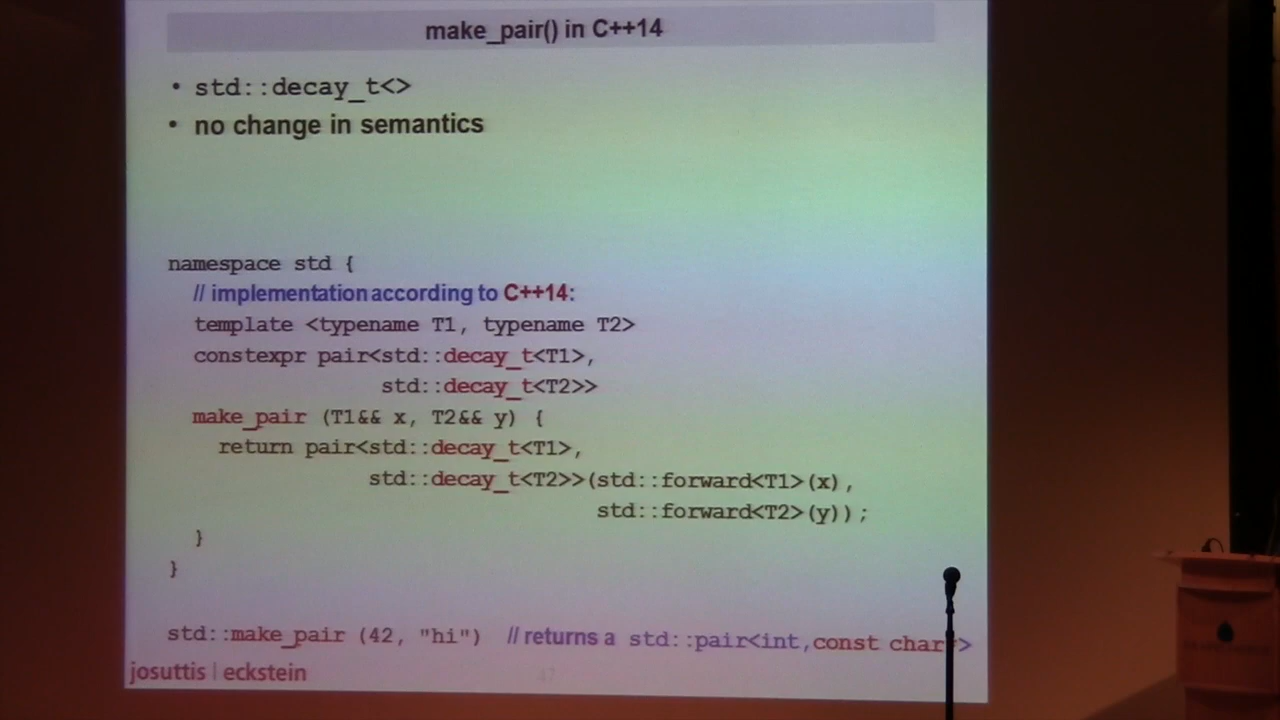 make_pair() in C++14
• std::decay_t<>
• no change in semantics
namespace std {
// implementation according to C++14:
template <typename T1, typename T2>
constexpr pair<std::decay_t<T1>,
std::decay_t<T2>>
make_pair (T1&& x, T2&& y) {
return pair<std::decay_t<T1>,
std::decay_t<T2>>(std::forward<T1>(x),
std::forward<T2>(y));
}
}
std::make_pair (42, "hi") // returns a std::pair<int,const char*>
josuttis | eckstein
47